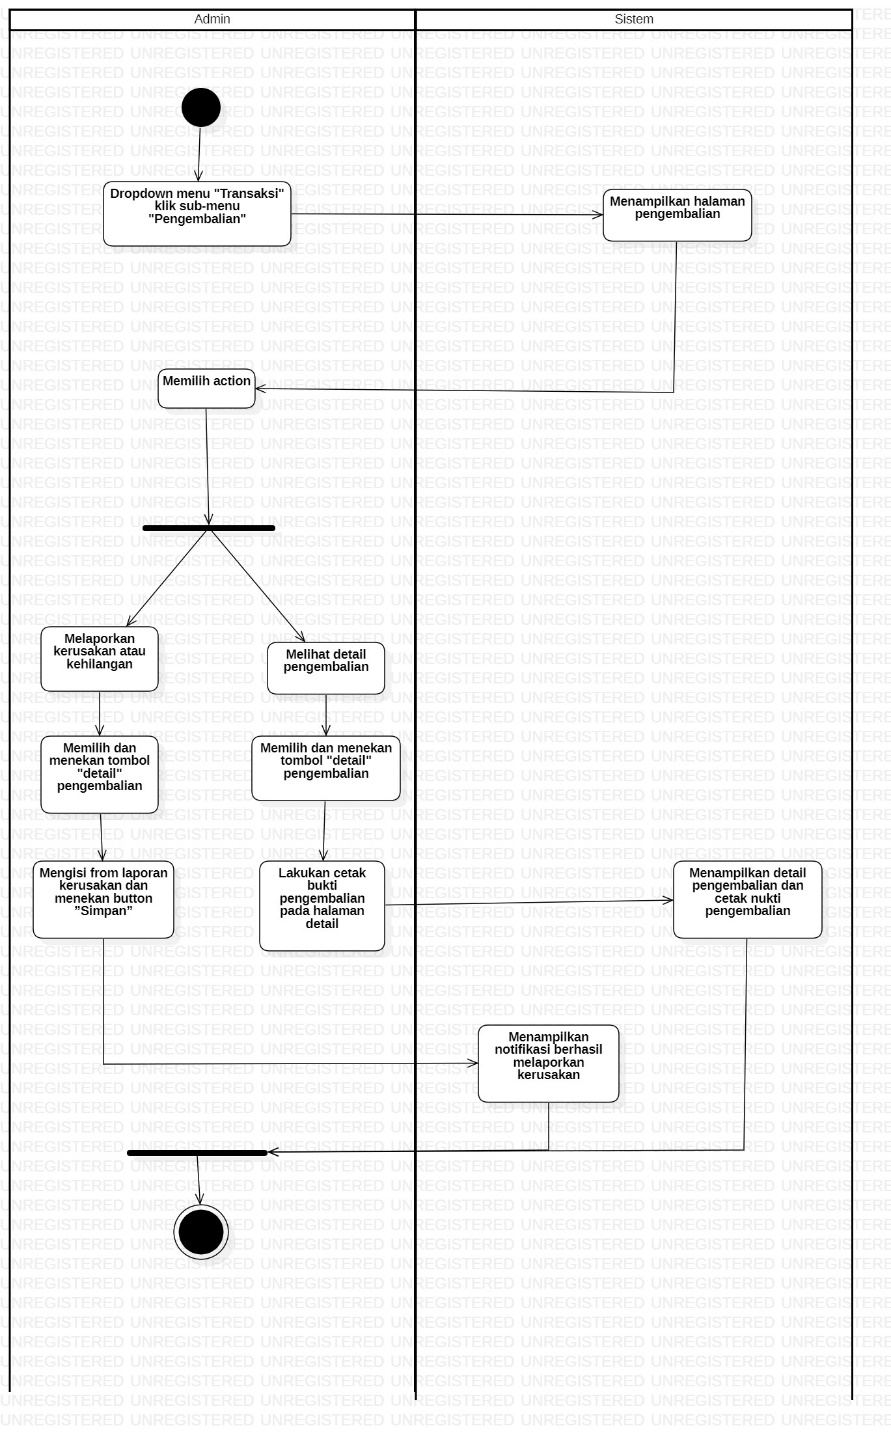 Admin
Sistem
Dropdown menu "Transaksi"
klik sub-menu
"Pengembalian"
Menampilkan halaman
pengembalian
Memilih action
Melaporkan
kerusakan atau
kehilangan
Melihat detail
pengembalian
Memilih dan
menekan tombol
"detail"
pengembalian
Memilih dan menekan
tombol "detail"
pengembalian
Mengisi from laporan
kerusakan dan
menekan button
”Simpan”
Lakukan cetak
bukti
pengembalian
pada halaman
detail
Menampilkan detail
pengembalian dan
cetak nukti
pengembalian
Menampilkan
notifikasi berhasil
melaporkan
kerusakan
UNREGISTERED